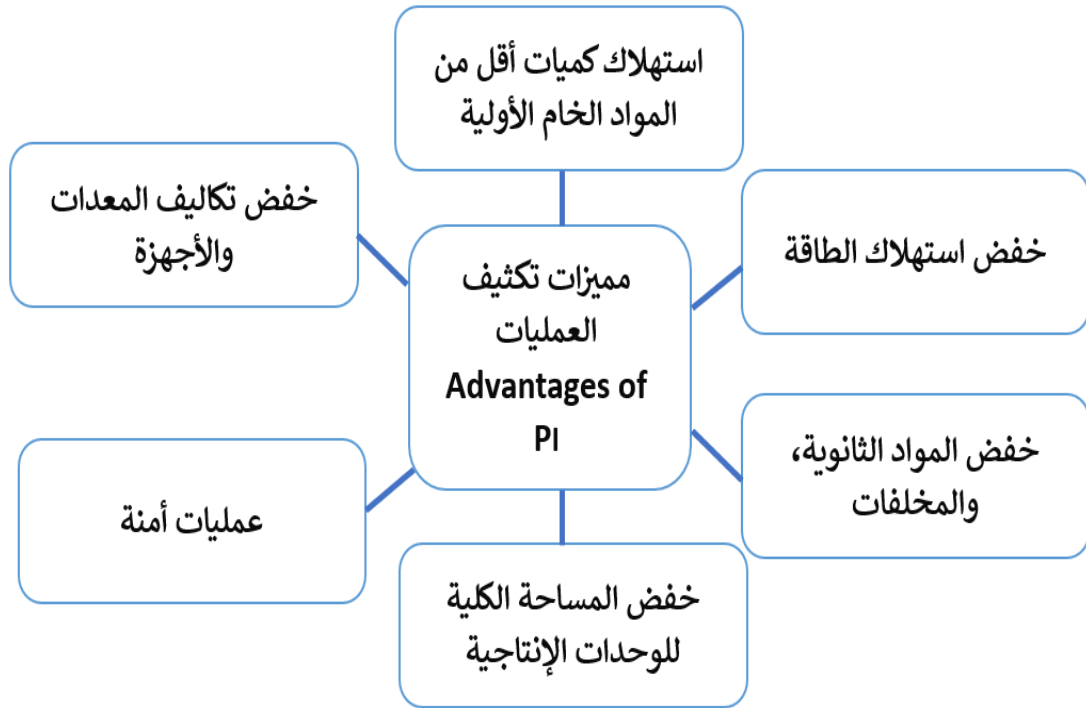 استهلاك كميات أقل من
المواد الخام الأولية
خفض استهلاك الطاقة
خفض تكاليف المعدات
والأجهزة
مميزات تكثيف
العمليات
Advantages of
PI
خفض المواد الثانوية،
والمخلفات
عمليات أمنة
خفض المساحة الكلية
للوحدات الإنتاجية